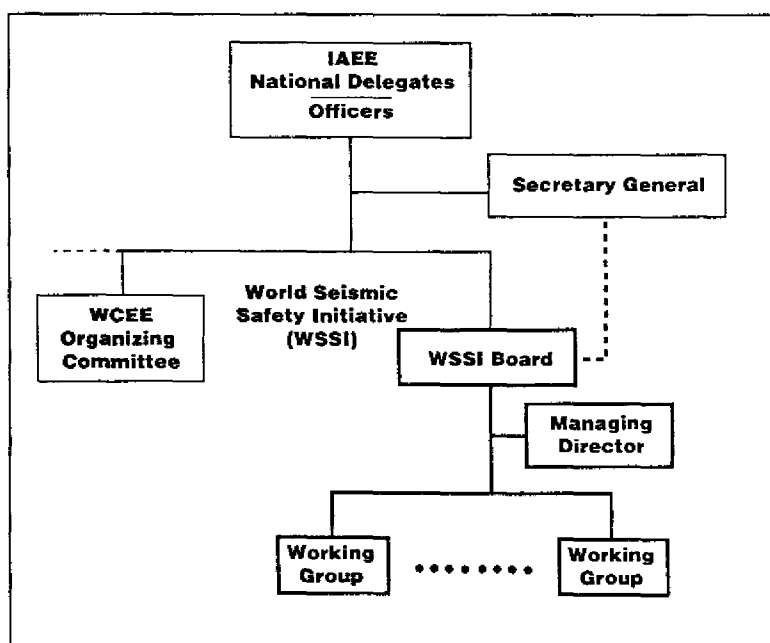 IAEE
National Delegates
Officers
Secretary General
WCEE
Organizing
Committee
World Seismic
Safety Initiative
(WSSI)
WSSI Board
Managing
Director
Working
Group
Working
Group